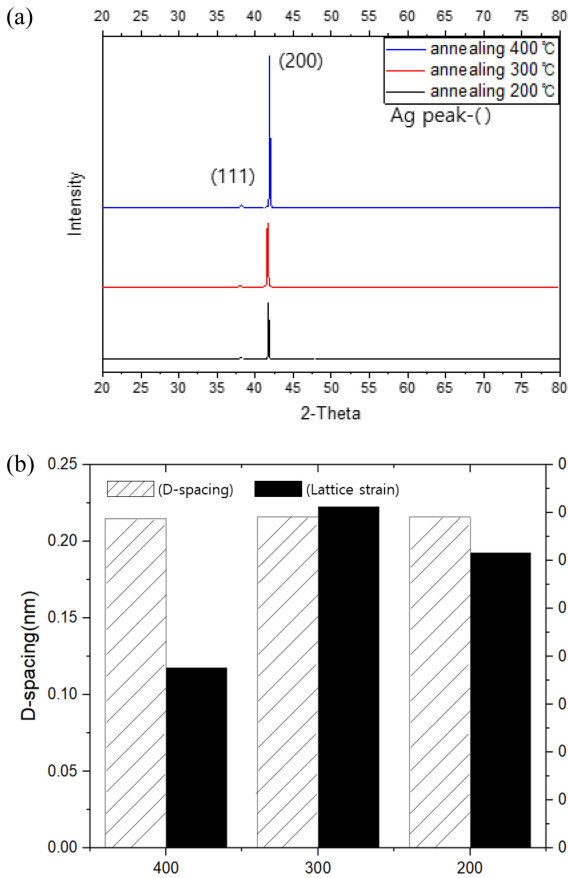 (a)
20 25 30 35 40 45 50 55 60 65 70 75 80
annealing 400℃
annealing 300℃
annealing 200℃
Ag peak-()
(200)
(111)
Intensity
20 25 30 35 40 45 50 55 60 65 70 75 80
2-Theta
(b)
(D-spacing) (Lattice strain)
D-spacing(nm)
0.25
0.20
0.15
0.10
0.05
0.00
0
0
0
0
0
0
0
0
0
400 300 200